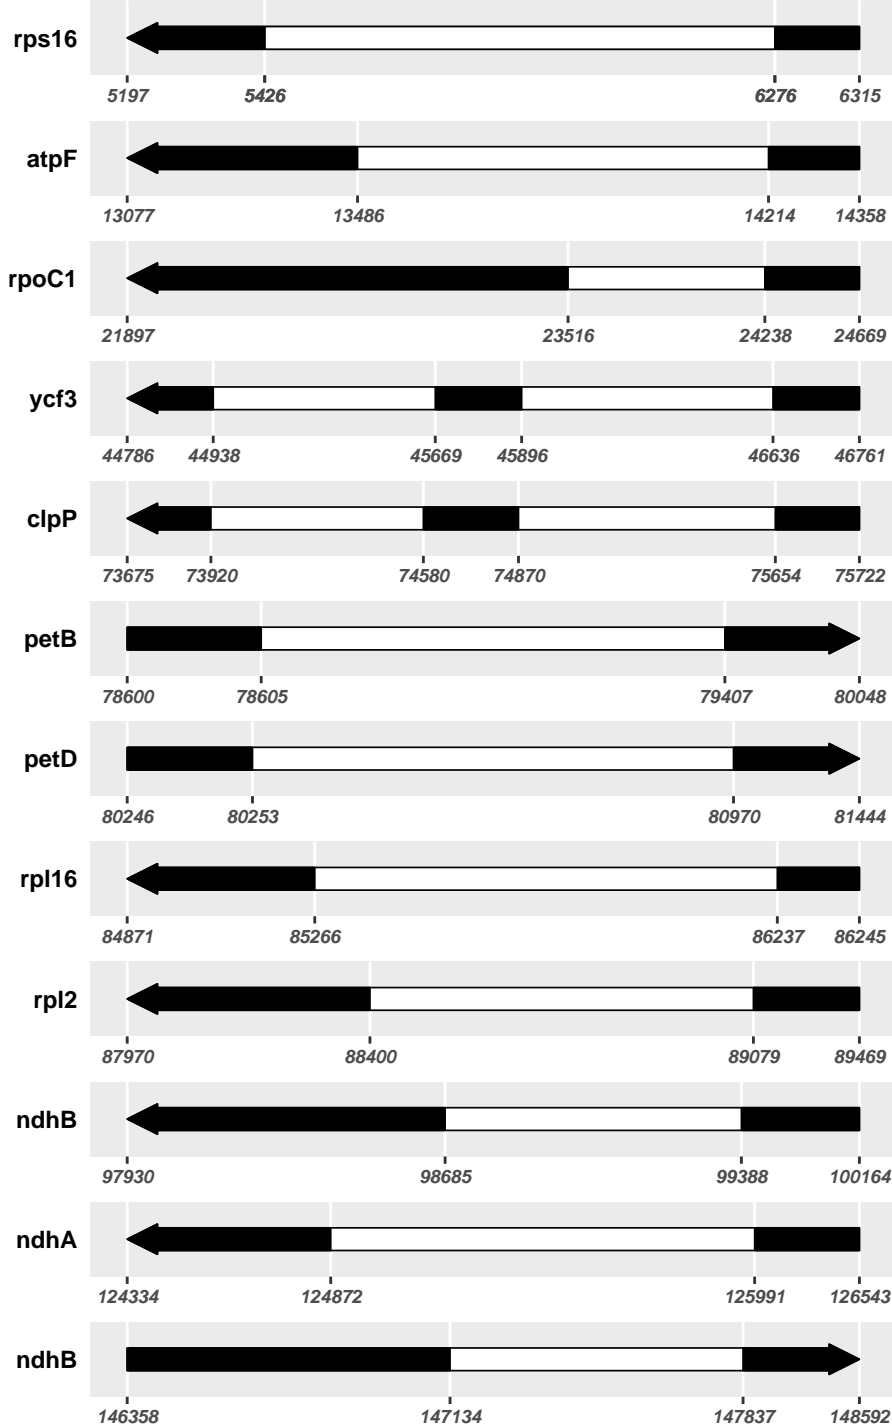 rps16
5197 5426 6276 6315
atpF
13077 13486 14214 14358
rpoC1
21897 23516 24238 24669
ycf3
44786 44938 45669 45896 46636 46761
clpP
73675 73920 74580 74870 75654 75722
petB
78600 78605 79407 80048
petD
80246 80253 80970 81444
rpl16
84871 85266 86237 86245
rpl2
87970 88400 89079 89469
ndhB
97930 98685 99388 100164
ndhA
124334 124872 125991 126543
ndhB
146358 147134 147837 148592